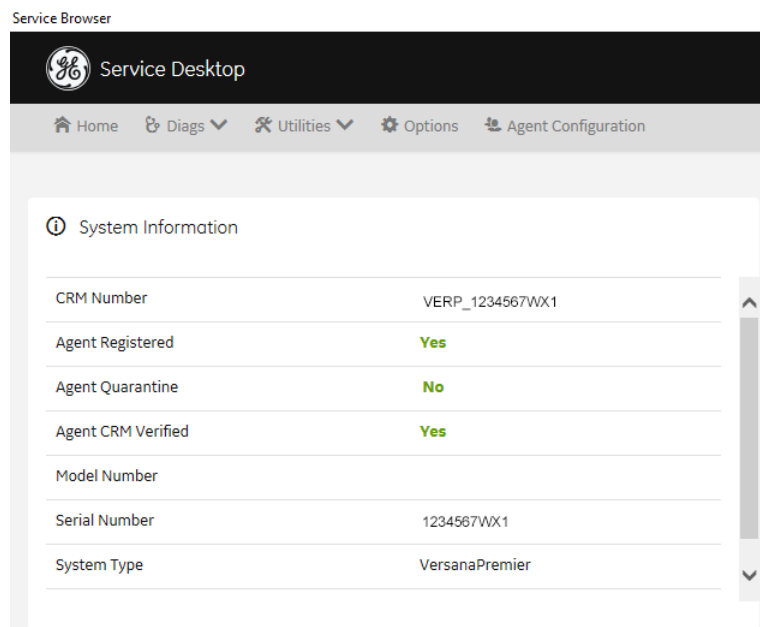 Service Browser
GE Service Desktop
Home Diags Utilities Options Agent Configuration
System Information
CRM Number VERP_1234567WX1
Agent Registered Yes
Agent Quarantine No
Agent CRM Verified Yes
Model Number
Serial Number 1234567WX1
System Type VersanaPremier